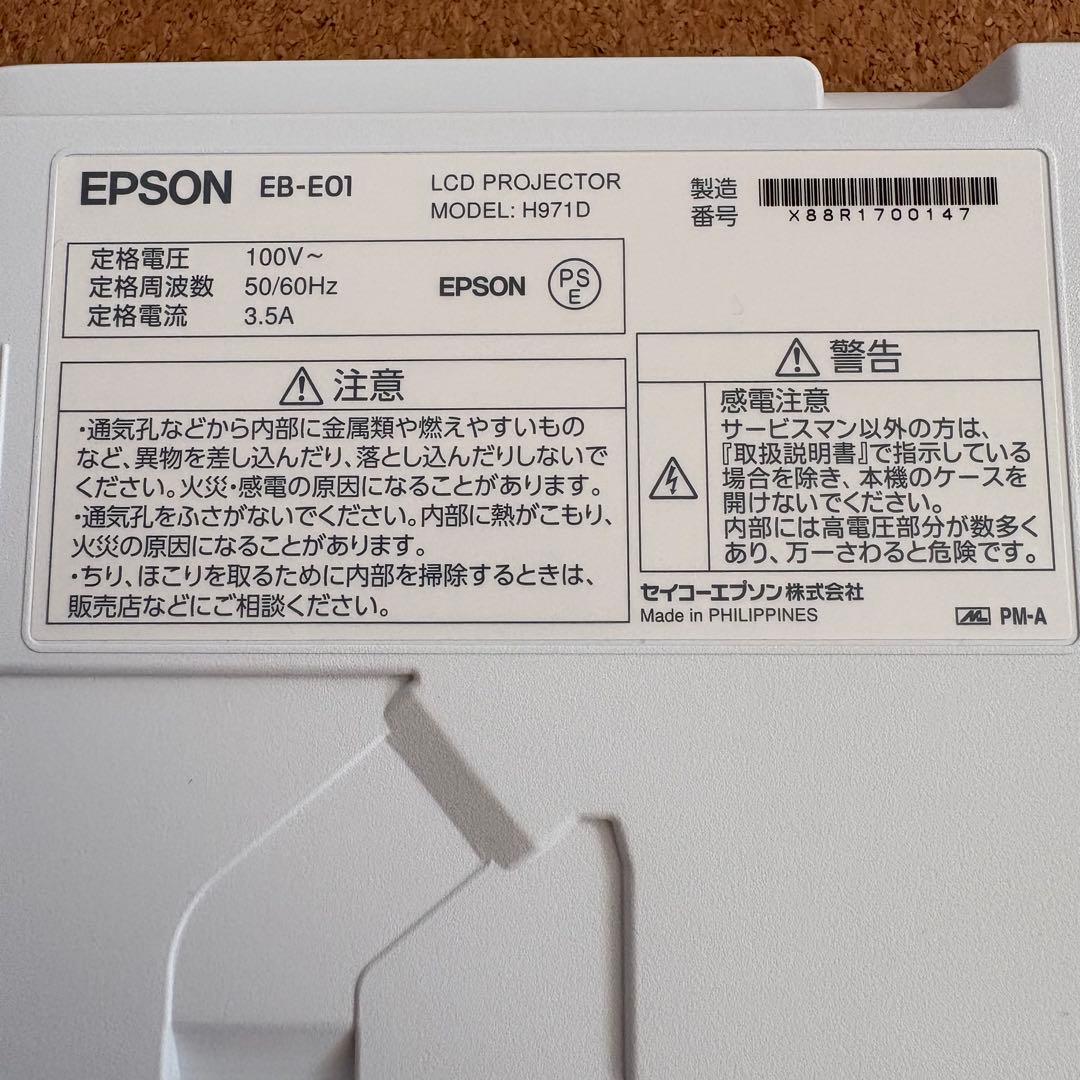 EPSON EB-E01
LCD PROJECTOR
MODEL: H971D
製造
番号
X88R1700147
定格電圧 100V～
定格周波数 50/60Hz
定格電流 3.5A
EPSON
PS
E
注意
・通気孔などから内部に金属類や燃えやすいもの
など、異物を差し込んだり、落とし込んだりしないで
ください。火災・感電の原因になることがあります。
・通気孔をふさがないでください。内部に熱がこもり、
火災の原因になることがあります。
・ちり、ほこりを取るために内部を掃除するときは、
販売店などにご相談ください。
警告
感電注意
サービスマン以外の方は、
『取扱説明書』で指示している
場合を除き、本機のケースを
開けないでください。
内部には高電圧部分が数多く
あり、万一さわると危険です。
セイコーエプソン株式会社
Made in PHILIPPINES
PM-A